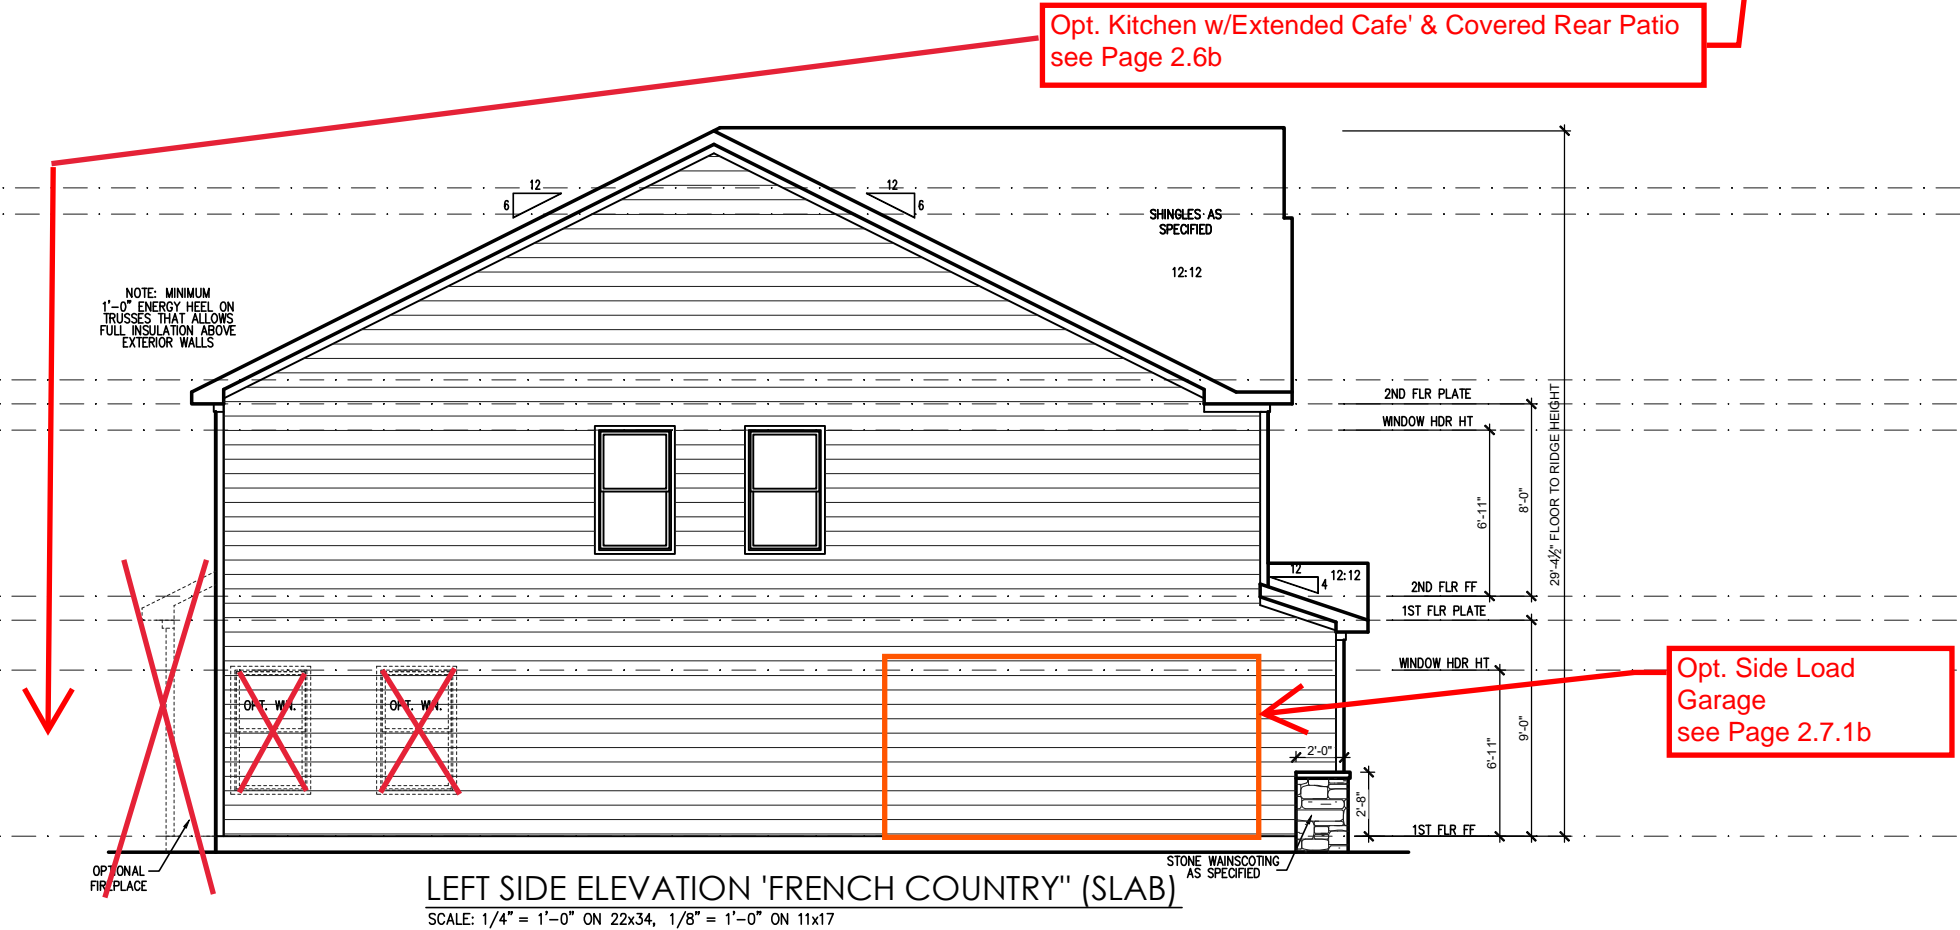 Opt. Kitchen w/Extended Cafe' & Covered Rear Patio
see Page 2.6b
12
6
12
6
SHINGLES AS
SPECIFIED
12:12
NOTE: MINIMUM
1'-0" ENERGY HEEL ON
TRUSSES THAT ALLOWS
FULL INSULATION ABOVE
EXTERIOR WALLS
2ND FLR PLATE
WINDOW HDR HT
6'-11"
8'-0"
29'-4½" FLOOR TO RIDGE HEIGHT
12
4
12:12
2ND FLR FF
1ST FLR PLATE
WINDOW HDR HT
Opt. Side Load
Garage
see Page 2.7.1b
OPT. WIN.
OPT. WIN.
2'-0"
6'-11"
9'-0"
2'-8"
1ST FLR FF
OPTIONAL
FIREPLACE
STONE WAINSCOTING
AS SPECIFIED
LEFT SIDE ELEVATION 'FRENCH COUNTRY" (SLAB)
SCALE: 1/4" = 1'-0" ON 22x34, 1/8" = 1'-0" ON 11x17